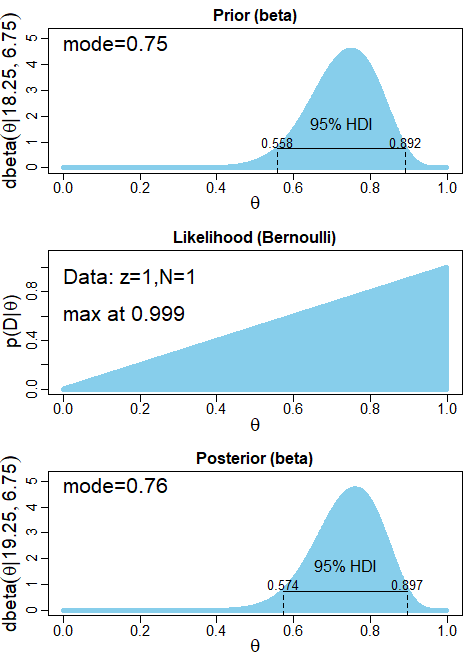 Prior (beta)
dbeta(θ|18.25, 6.75)
mode=0.75
5
4
3
2
1
0
95% HDI
0.558
0.892
0.0 0.2 0.4 0.6 0.8 1.0
θ
Likelihood (Bernoulli)
p(D|θ)
Data: z=1,N=1
max at 0.999
0.8
0.4
0.0
0.0 0.2 0.4 0.6 0.8 1.0
θ
Posterior (beta)
dbeta(θ|19.25, 6.75)
mode=0.76
5
4
3
2
1
0
95% HDI
0.574
0.897
0.0 0.2 0.4 0.6 0.8 1.0
θ